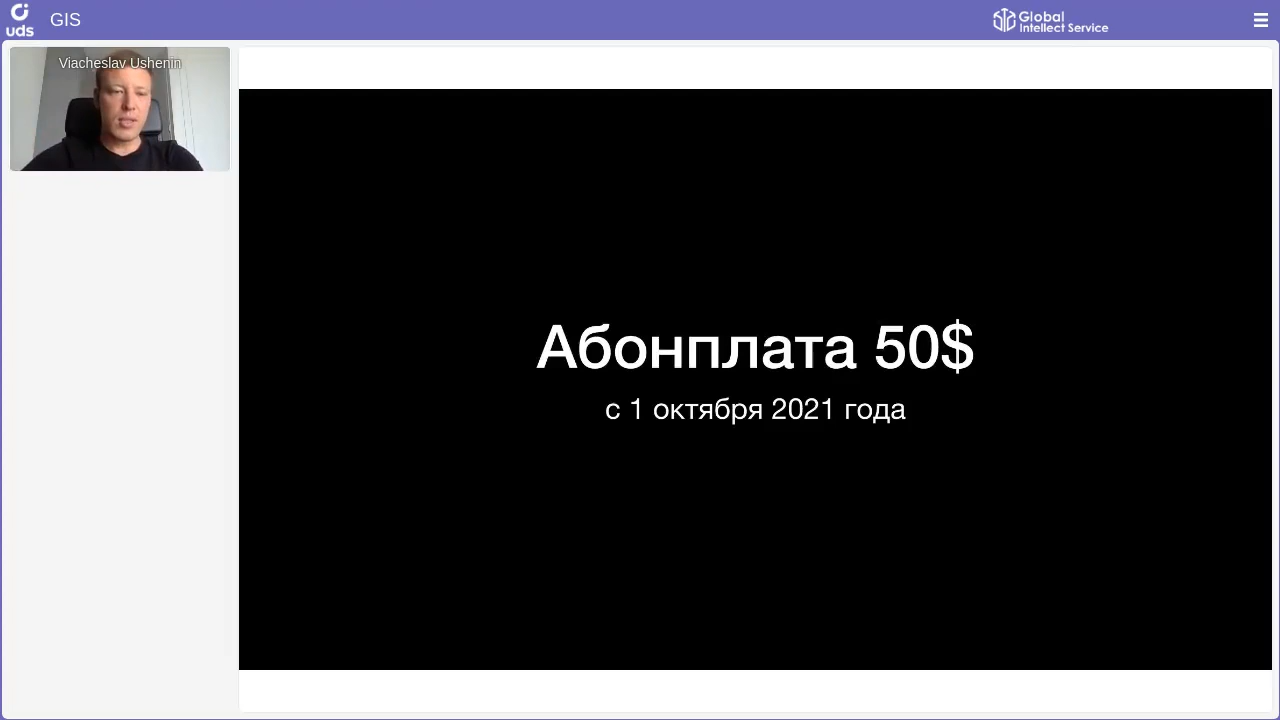 uds
GIS
Global
Intellect Service
Viacheslav Ushenin
Абонплата 50$
с 1 октября 2021 года